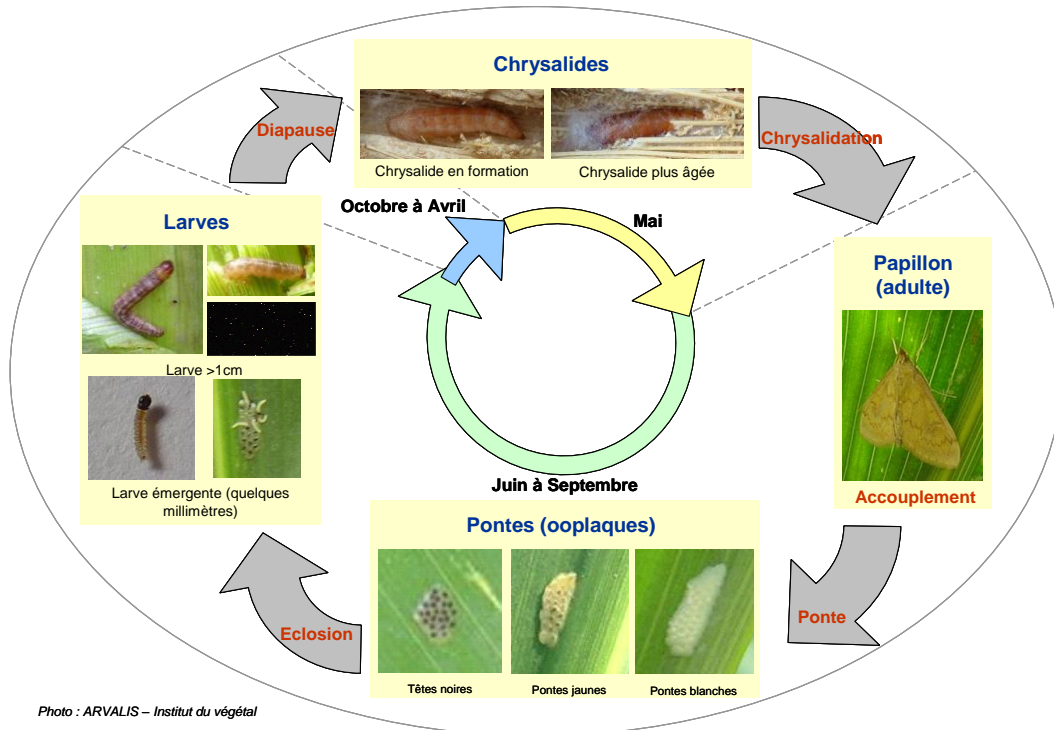 Chrysalides
Chrysalide en formation
Chrysalide plus âgée
Diapause
Chrysalidation
Octobre à Avril
Mai
Larves
Larve >1cm
Larve émergente (quelques
millimètres)
Papillon
(adulte)
Accouplement
Juin à Septembre
Pontes (ooplaques)
Têtes noires
Pontes jaunes
Pontes blanches
Eclosion
Ponte
Photo : ARVALIS – Institut du végétal